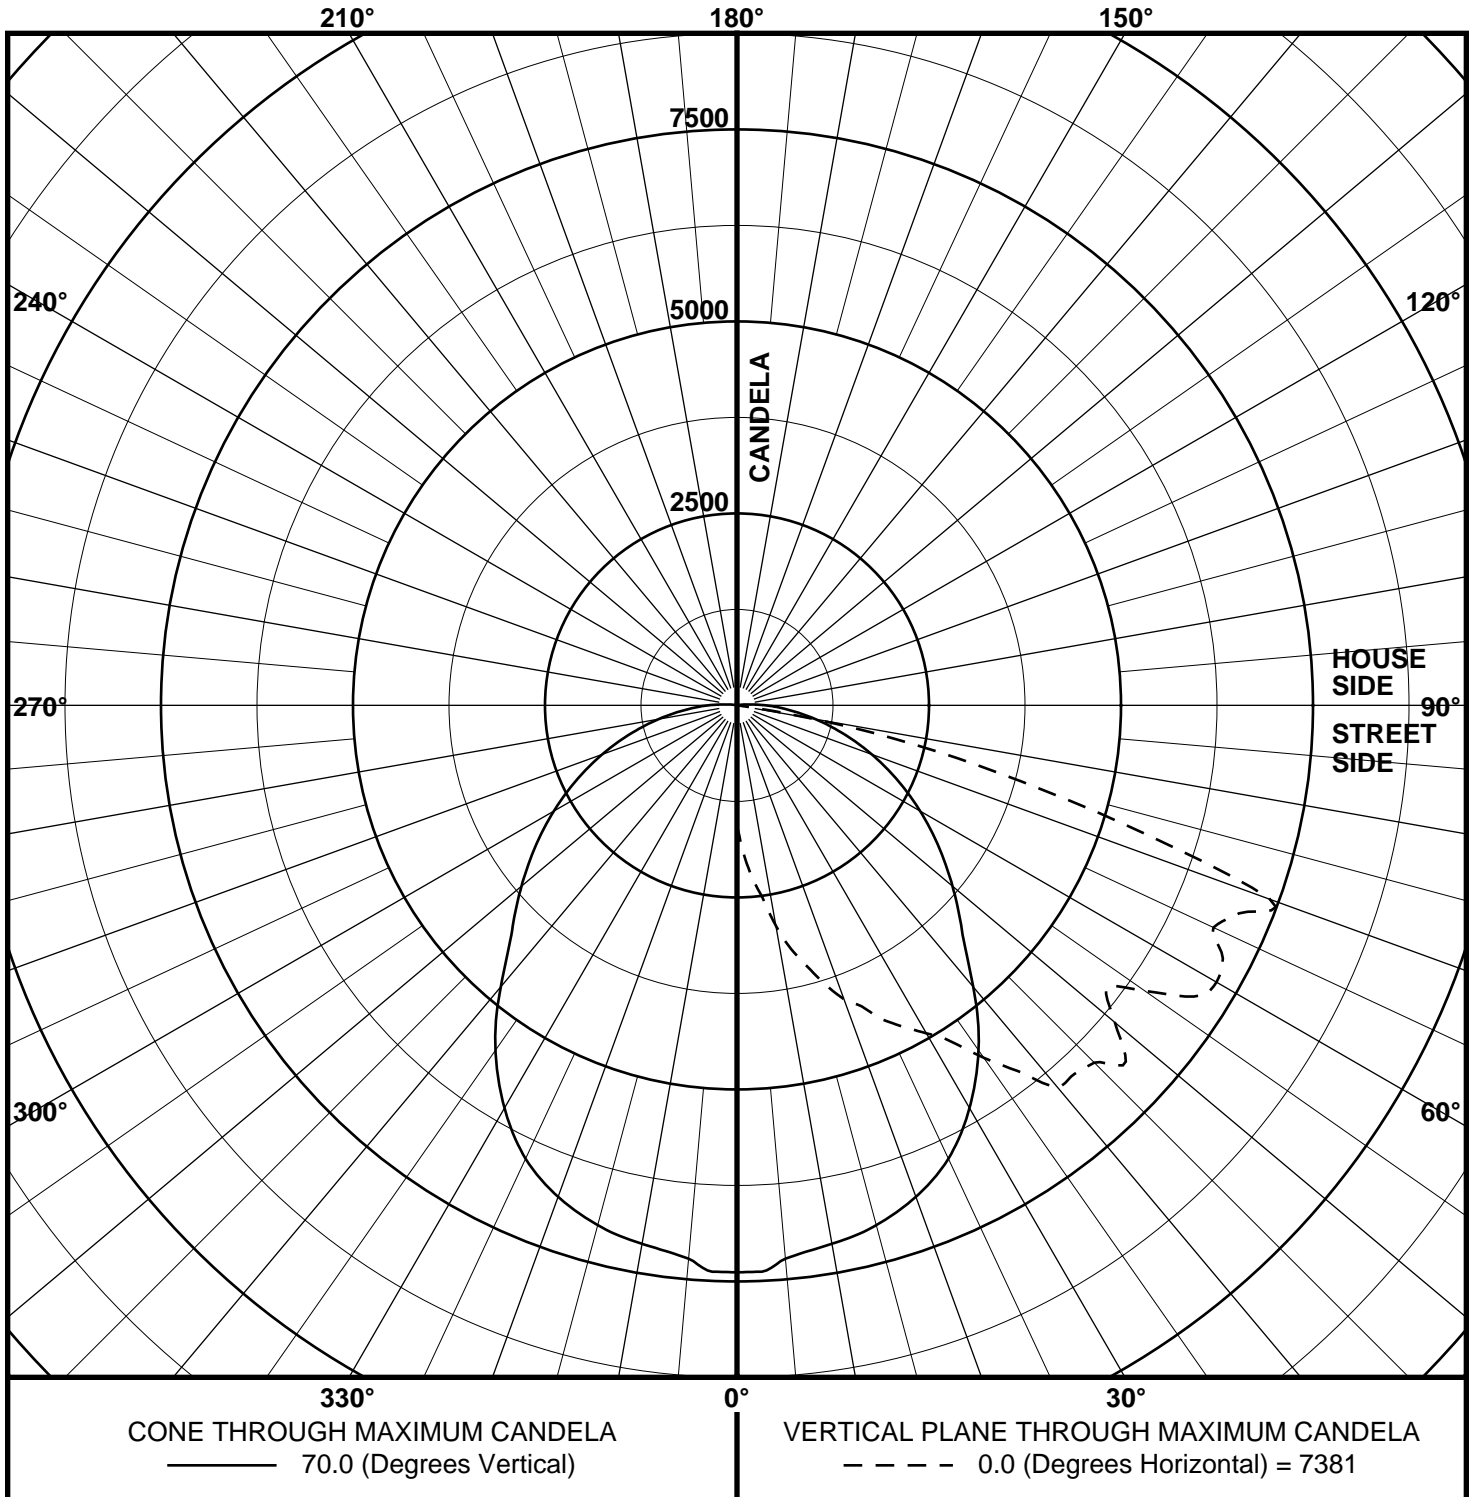 210° 180° 150°
7500
240° 120°
5000
CANDELA
2500
HOUSE
SIDE
270° 90°
STREET
SIDE
300° 60°
330° 0° 30°
CONE THROUGH MAXIMUM CANDELA
70.0 (Degrees Vertical)
VERTICAL PLANE THROUGH MAXIMUM CANDELA
0.0 (Degrees Horizontal) = 7381